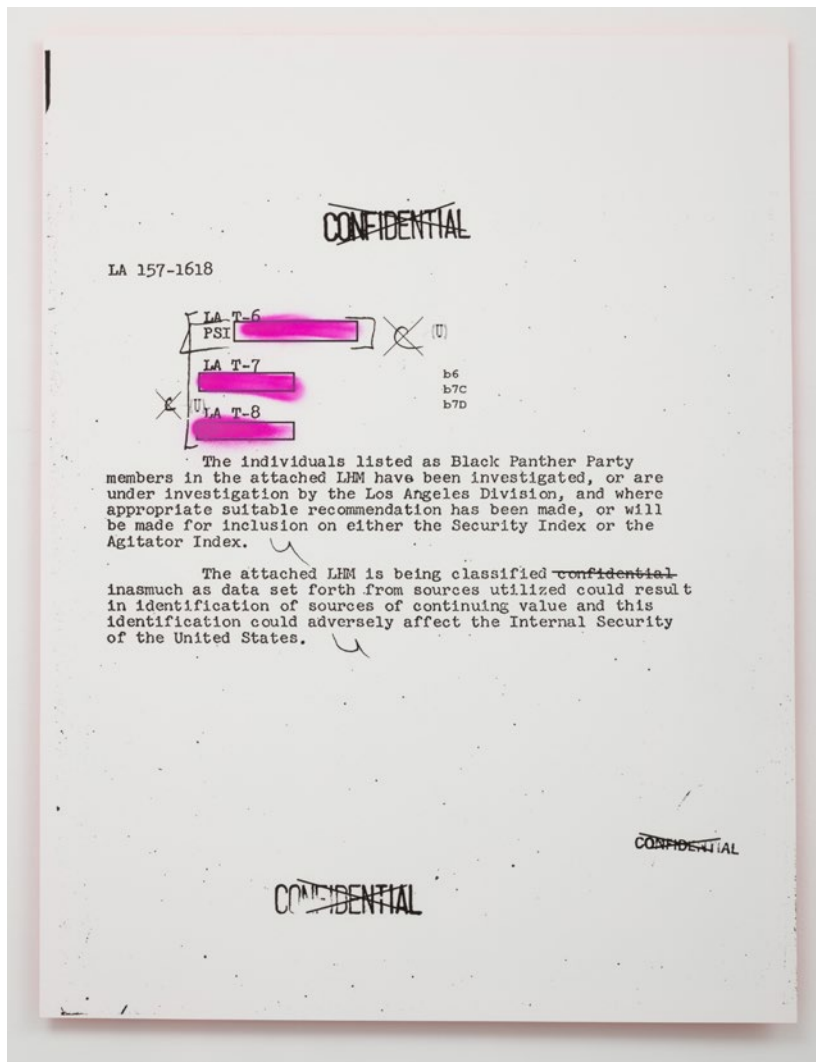 CONFIDENTIAL
LA 157-1618
LA T-6
PSI
C (U)
LA T-7
b6
b7C
b7D
C (U)
LA T-8
The individuals listed as Black Panther Party
members in the attached LHM have been investigated, or are
under investigation by the Los Angeles Division, and where
appropriate suitable recommendation has been made, or will
be made for inclusion on either the Security Index or the
Agitator Index.
U
The attached LHM is being classified confidential
inasmuch as data set forth from sources utilized could result
in identification of sources of continuing value and this
identification could adversely affect the Internal Security
of the United States.
U
CONFIDENTIAL
CONFIDENTIAL